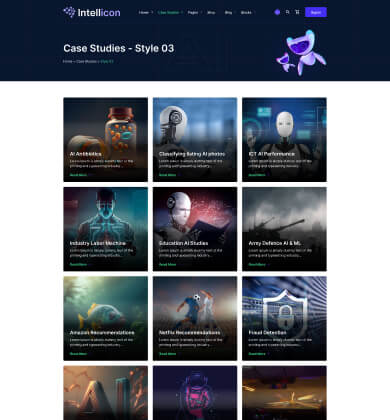 Intellicon
Home Case Studies Pages Shop Blog Blocks
Case Studies - Style 03
Home » Case Studies » Style 03
AI Antibiotics
Lorem Ipsum is simply dummy text of the
printing and typesetting industry...
Read More
Classifying Rating AI photos
Lorem Ipsum is simply dummy text of the
printing and typesetting industry...
Read More
ICT AI Performance
Lorem Ipsum is simply dummy text of the
printing and typesetting industry...
Read More
Industry Labor Machine
Lorem Ipsum is simply dummy text of the
printing and typesetting industry...
Read More
Education AI Studies
Lorem Ipsum is simply dummy text of the
printing and typesetting industry...
Read More
Army Defence AI & ML
Lorem Ipsum is simply dummy text of the
printing and typesetting industry...
Read More
Amazon Recommendations
Lorem Ipsum is simply dummy text of the
printing and typesetting industry...
Read More
Netflix Recommendations
Lorem Ipsum is simply dummy text of the
printing and typesetting industry...
Read More
Fraud Detection
Lorem Ipsum is simply dummy text of the
printing and typesetting industry...
Read More
AI